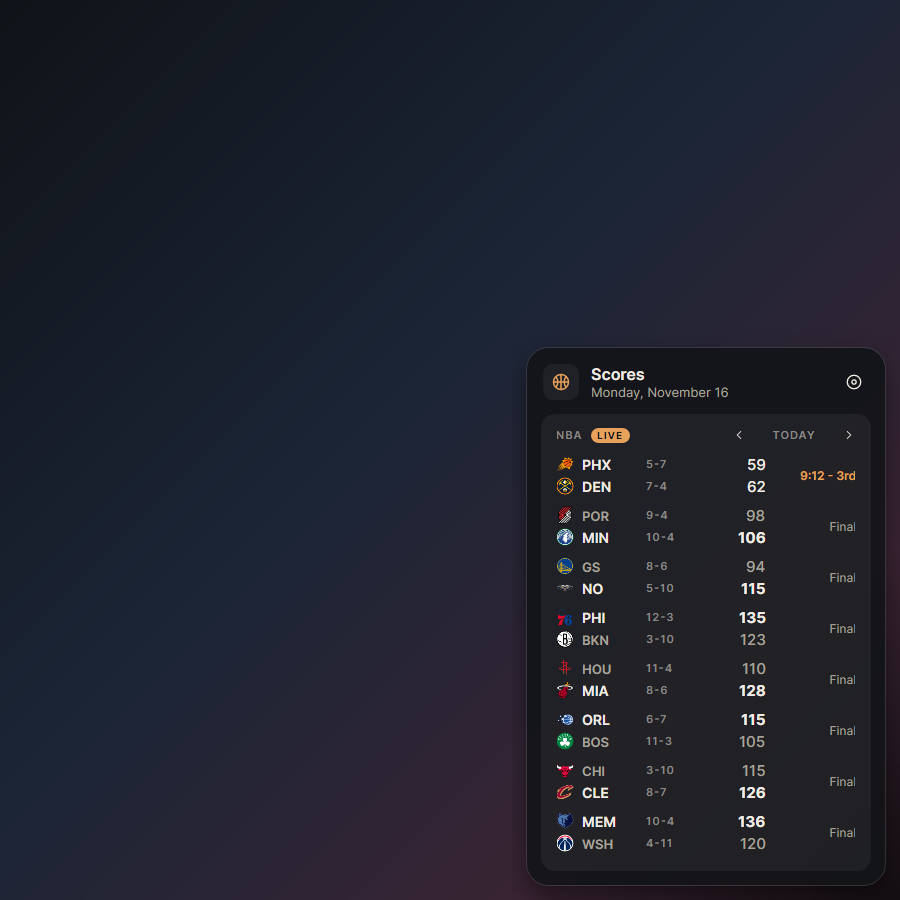 Scores
Monday, November 16
NBA LIVE TODAY
PHX 5-7 59
9:12 - 3rd
DEN 7-4 62
POR 9-4 98
Final
MIN 10-4 106
GS 8-6 94
Final
NO 5-10 115
PHI 12-3 135
Final
BKN 3-10 123
HOU 11-4 110
Final
MIA 8-6 128
ORL 6-7 115
Final
BOS 11-3 105
CHI 3-10 115
Final
CLE 8-7 126
MEM 10-4 136
Final
WSH 4-11 120